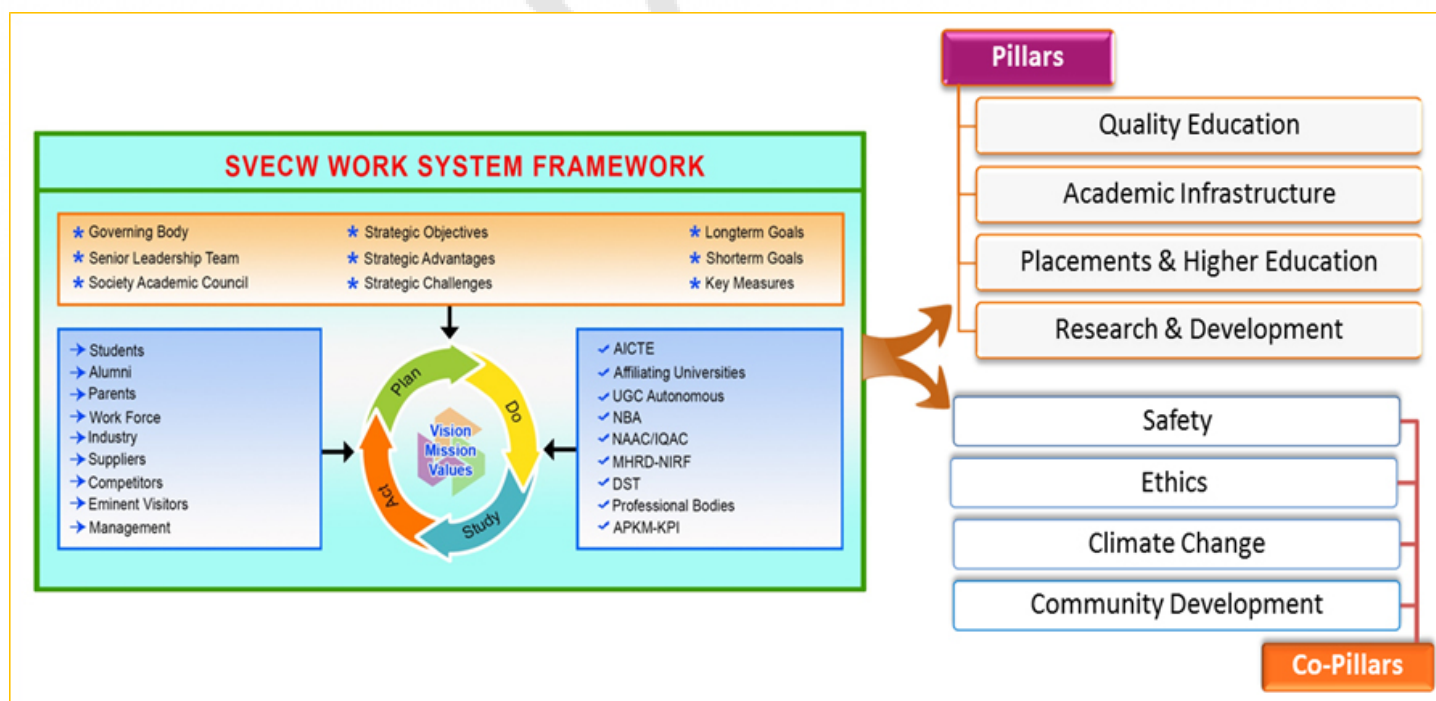 SVECW WORK SYSTEM FRAMEWORK
* Governing Body
* Senior Leadership Team
* Society Academic Council
* Strategic Objectives
* Strategic Advantages
* Strategic Challenges
* Longterm Goals
* Shorterm Goals
* Key Measures
→ Students
→ Alumni
→ Parents
→ Work Force
→ Industry
→ Suppliers
→ Competitors
→ Eminent Visitors
→ Management
Plan
Do
Study
Act
Vision
Mission
Values
✓ AICTE
✓ Affiliating Universities
✓ UGC Autonomous
✓ NBA
✓ NAAC/IQAC
✓ MHRD-NIRF
✓ DST
✓ Professional Bodies
✓ APKM-KPI
Pillars
Quality Education
Academic Infrastructure
Placements & Higher Education
Research & Development
Safety
Ethics
Climate Change
Community Development
Co-Pillars